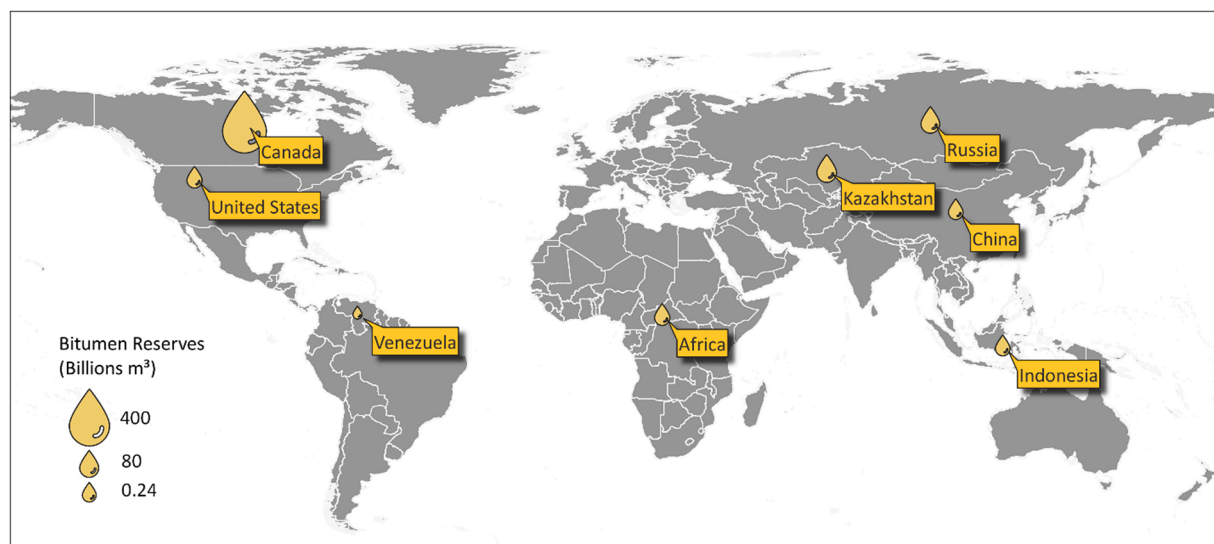 Canada
Russia
Kazakhstan
United States
China
Venezuela
Africa
Indonesia
Bitumen Reserves
(Billions m³)
400
80
0.24